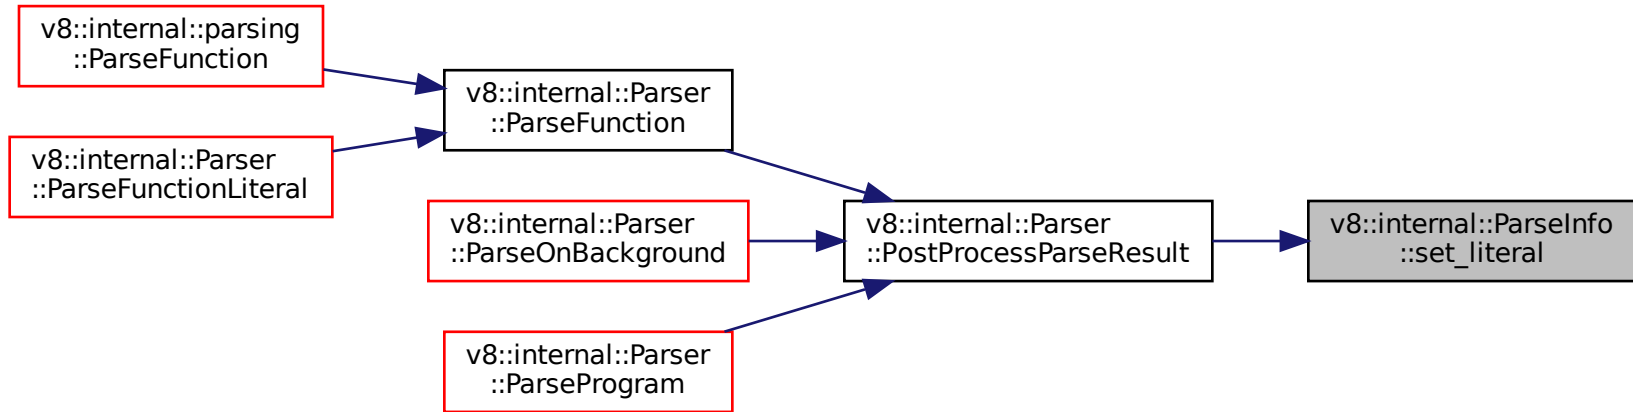 v8::internal::parsing
::ParseFunction
v8::internal::Parser
::ParseFunctionLiteral
v8::internal::Parser
::ParseFunction
v8::internal::Parser
::ParseOnBackground
v8::internal::Parser
::ParseProgram
v8::internal::Parser
::PostProcessParseResult
v8::internal::ParseInfo
::set_literal